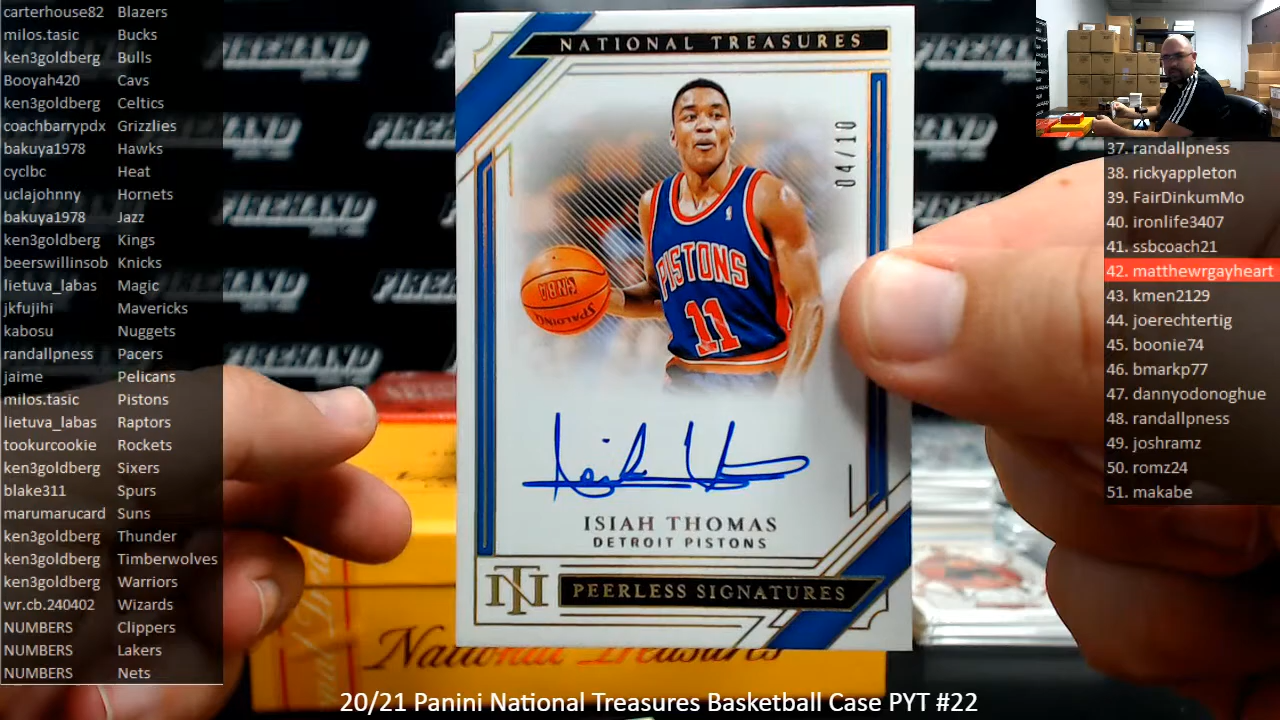 carterhouse82 Blazers
milos.tasic Bucks
ken3goldberg Bulls
Booyah420 Cavs
ken3goldberg Celtics
coachbarrypdx Grizzlies
bakuya1978 Hawks
cyclbc Heat
uclajohnny Hornets
bakuya1978 Jazz
ken3goldberg Kings
beerswillinsob Knicks
lietuva_labas Magic
jkfujihi Mavericks
kabosu Nuggets
randallpness Pacers
jaime Pelicans
milos.tasic Pistons
lietuva_labas Raptors
tookurcookie Rockets
ken3goldberg Sixers
blake311 Spurs
marumarucard Suns
ken3goldberg Thunder
ken3goldberg Timberwolves
ken3goldberg Warriors
wr.cb.240402 Wizards
NUMBERS Clippers
NUMBERS Lakers
NUMBERS Nets
NATIONAL TREASURES
04/10
NBA
SPALDING
PISTONS
11
ISIAH THOMAS
DETROIT PISTONS
NT
PEERLESS SIGNATURES
National Treasures
FIREHAND
37. randallpness
38. rickyappleton
39. FairDinkumMo
40. ironlife3407
41. ssbcoach21
42. matthewrgayheart
43. kmen2129
44. joerechtertig
45. boonie74
46. bmarkp77
47. dannyodonoghue
48. randallpness
49. joshramz
50. romz24
51. makabe
20/21 Panini National Treasures Basketball Case PYT #22